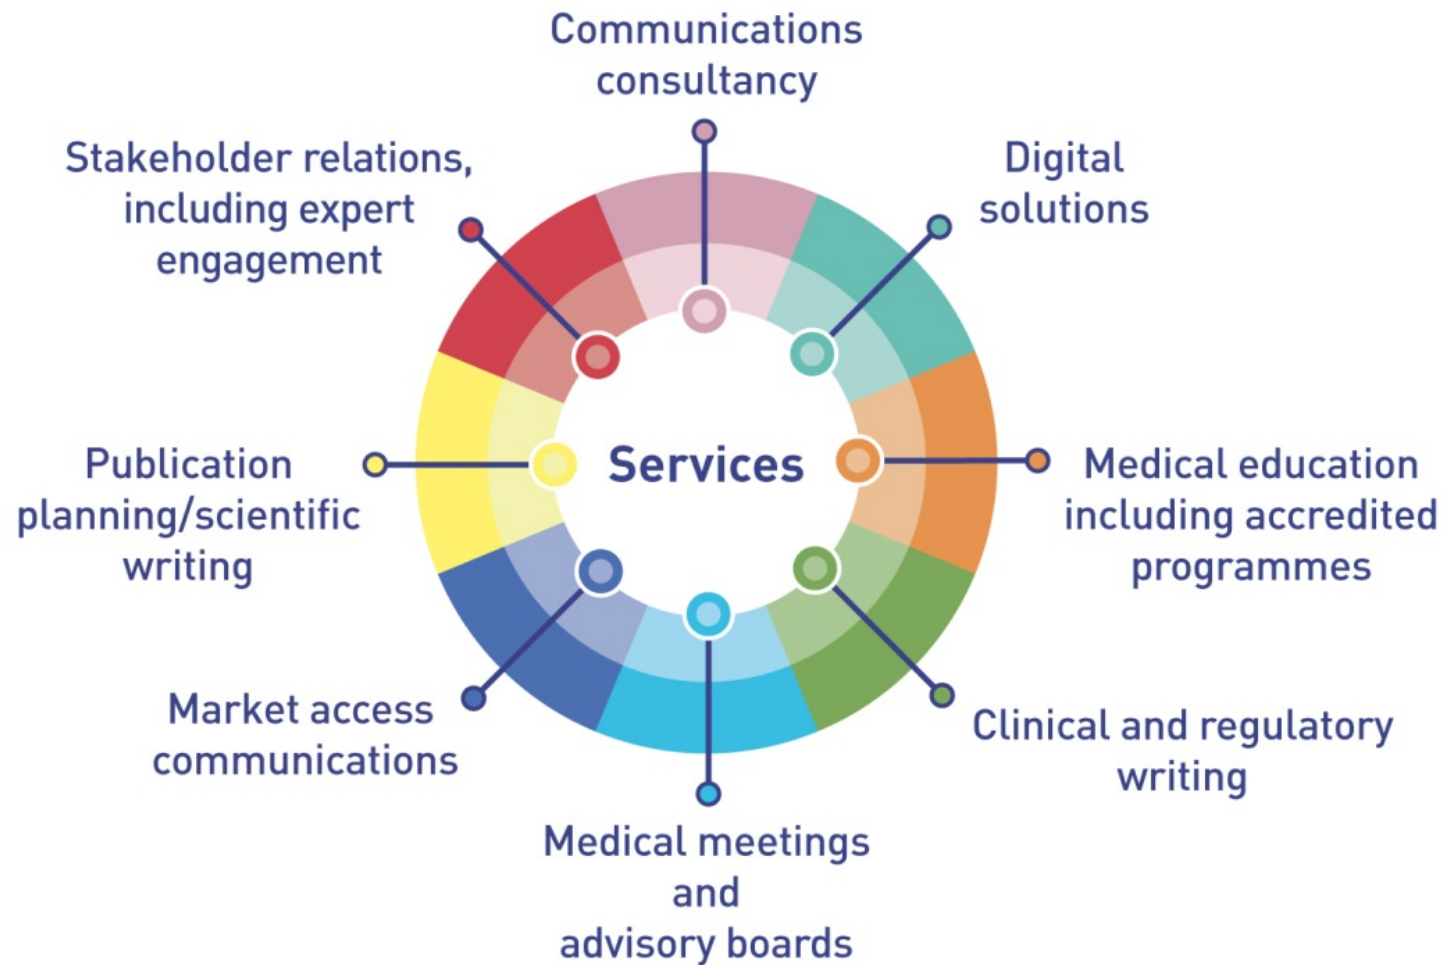 Communications
consultancy
Digital
solutions
Stakeholder relations,
including expert
engagement
Services
Publication
planning/scientific
writing
Medical education
including accredited
programmes
Market access
communications
Clinical and regulatory
writing
Medical meetings
and
advisory boards